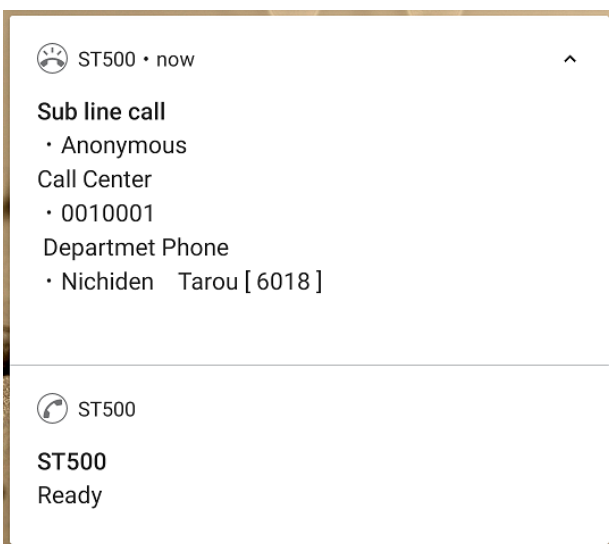 ST500 • now
Sub line call
・Anonymous
Call Center
・0010001
Departmet Phone
・Nichiden　Tarou [ 6018 ]
ST500
ST500
Ready